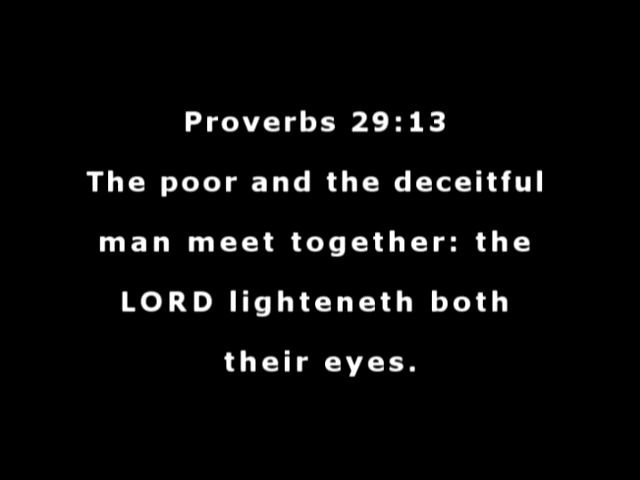 Proverbs 29:13
The poor and the deceitful
man meet together: the
LORD lighteneth both
their eyes.